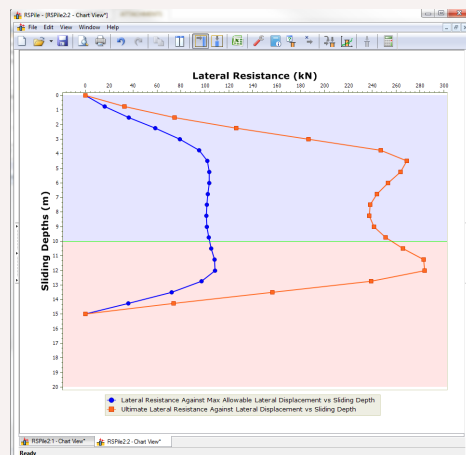 RSPile - [RSPile2:2 - Chart View*]
File Edit View Window Help
Lateral Resistance (kN)
0 20 40 60 80 100 120 140 160 180 200 220 240 260 280 300
Sliding Depths (m)
0
1
2
3
4
5
6
7
8
9
10
11
12
13
14
15
16
17
18
19
20
Lateral Resistance Against Max Allowable Lateral Displacement vs Sliding Depth
Ultimate Lateral Resistance Against Lateral Displacement vs Sliding Depth
RSPile2:1 - Chart View* RSPile2:2 - Chart View*
Ready